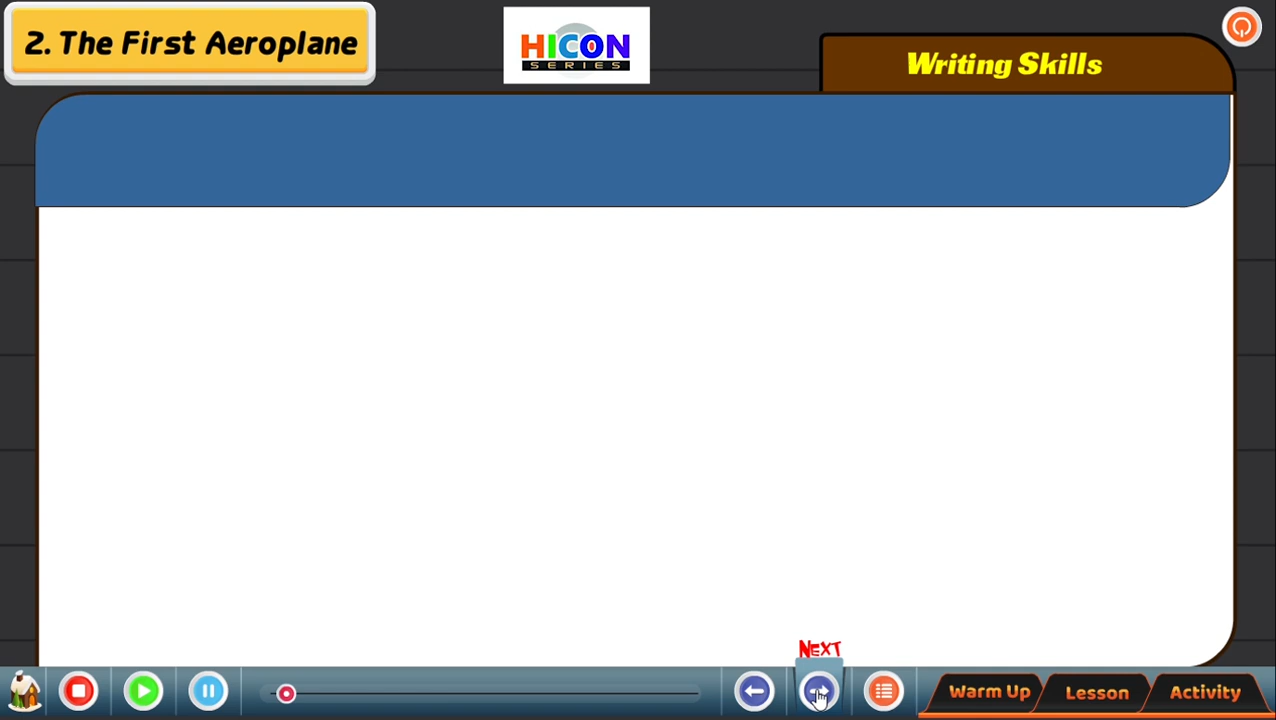 2. The First Aeroplane
HICON
SERIES
Writing Skills
NEXT
Warm Up
Lesson
Activity